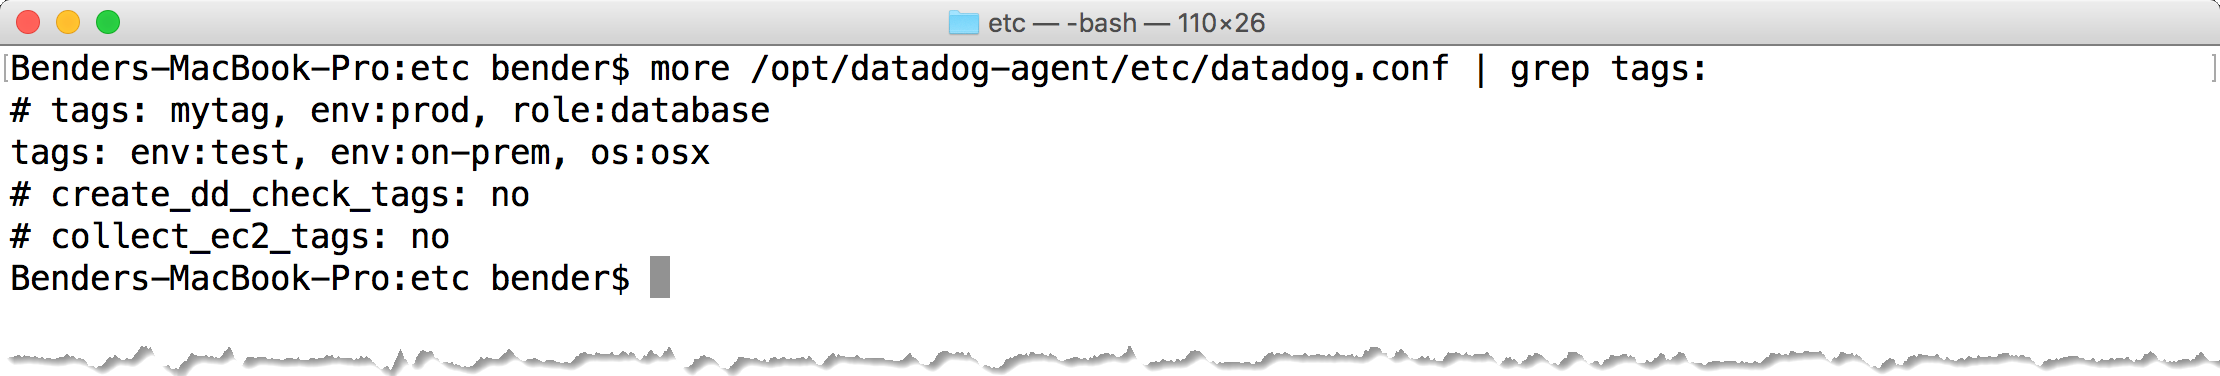 etc — -bash — 110×26
[Benders-MacBook-Pro:etc bender$ more /opt/datadog-agent/etc/datadog.conf | grep tags: ]
# tags: mytag, env:prod, role:database
tags: env:test, env:on-prem, os:osx
# create_dd_check_tags: no
# collect_ec2_tags: no
Benders-MacBook-Pro:etc bender$